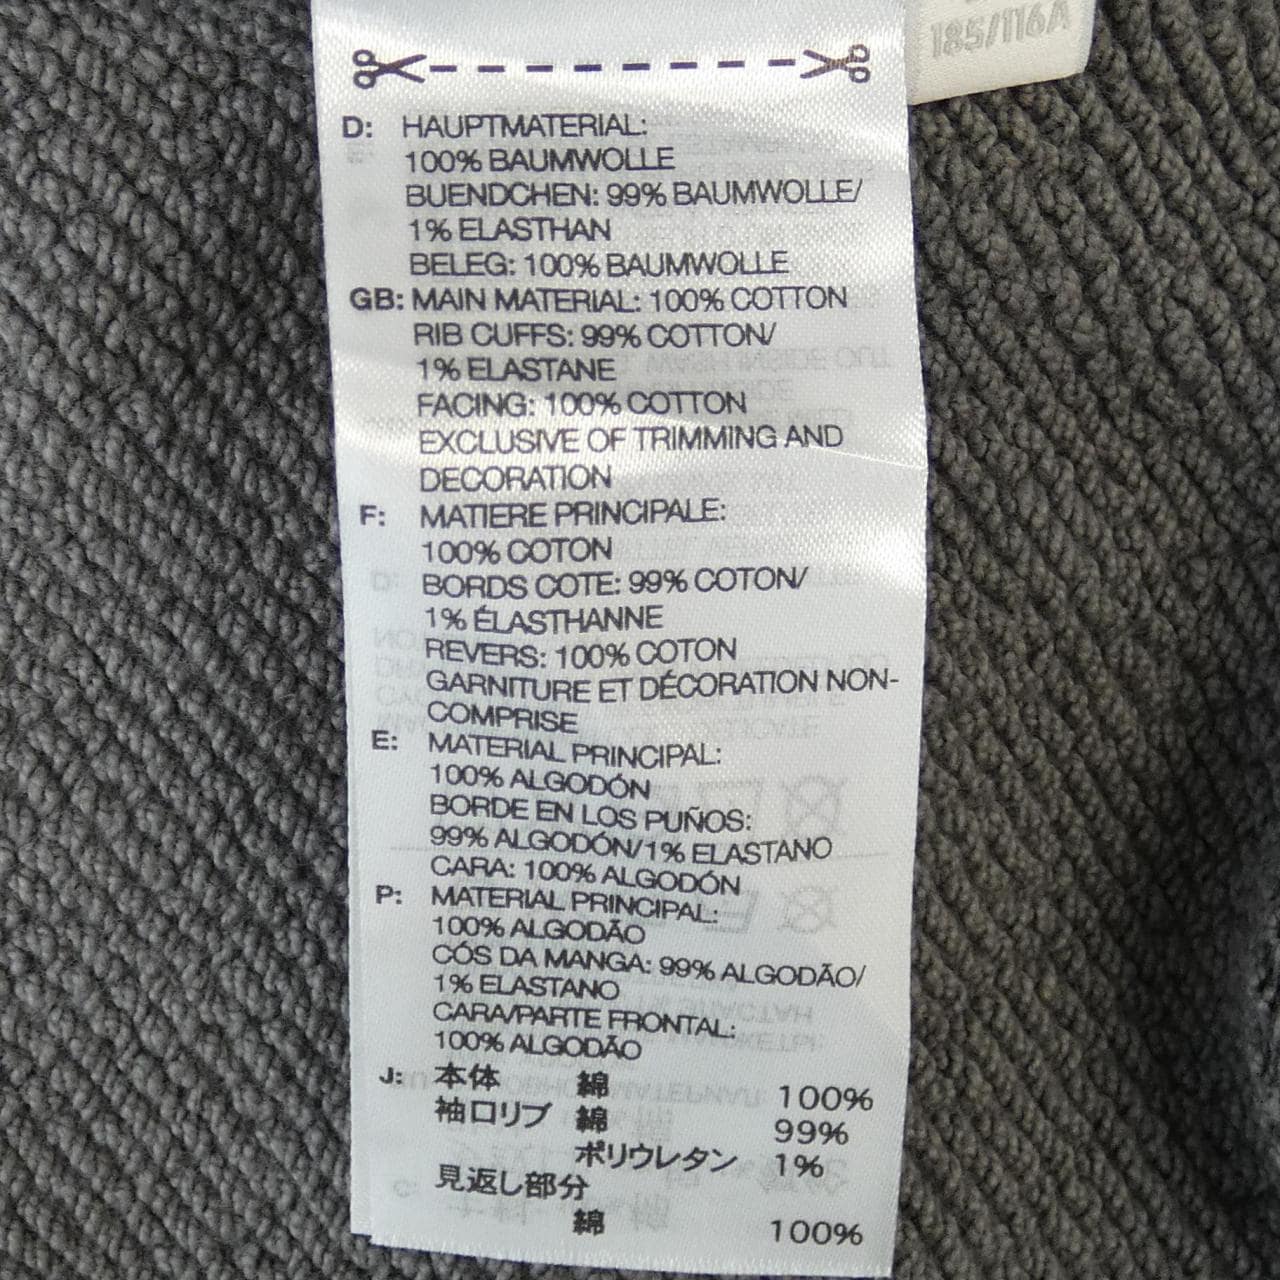 185/116A
D: HAUPTMATERIAL:
100% BAUMWOLLE
BUENDCHEN: 99% BAUMWOLLE/
1% ELASTHAN
BELEG: 100% BAUMWOLLE
GB: MAIN MATERIAL: 100% COTTON
RIB CUFFS: 99% COTTON/
1% ELASTANE
FACING: 100% COTTON
EXCLUSIVE OF TRIMMING AND
DECORATION
F: MATIERE PRINCIPALE:
100% COTON
BORDS COTE: 99% COTON/
1% ÉLASTHANNE
REVERS: 100% COTON
GARNITURE ET DÉCORATION NON-
COMPRISE
E: MATERIAL PRINCIPAL:
100% ALGODÓN
BORDE EN LOS PUÑOS:
99% ALGODÓN/1% ELASTANO
CARA: 100% ALGODÓN
P: MATERIAL PRINCIPAL:
100% ALGODÃO
CÓS DA MANGA: 99% ALGODÃO/
1% ELASTANO
CARA/PARTE FRONTAL:
100% ALGODÃO
J: 本体 綿 100%
袖口リブ 綿 99%
ポリウレタン 1%
見返し部分
綿 100%